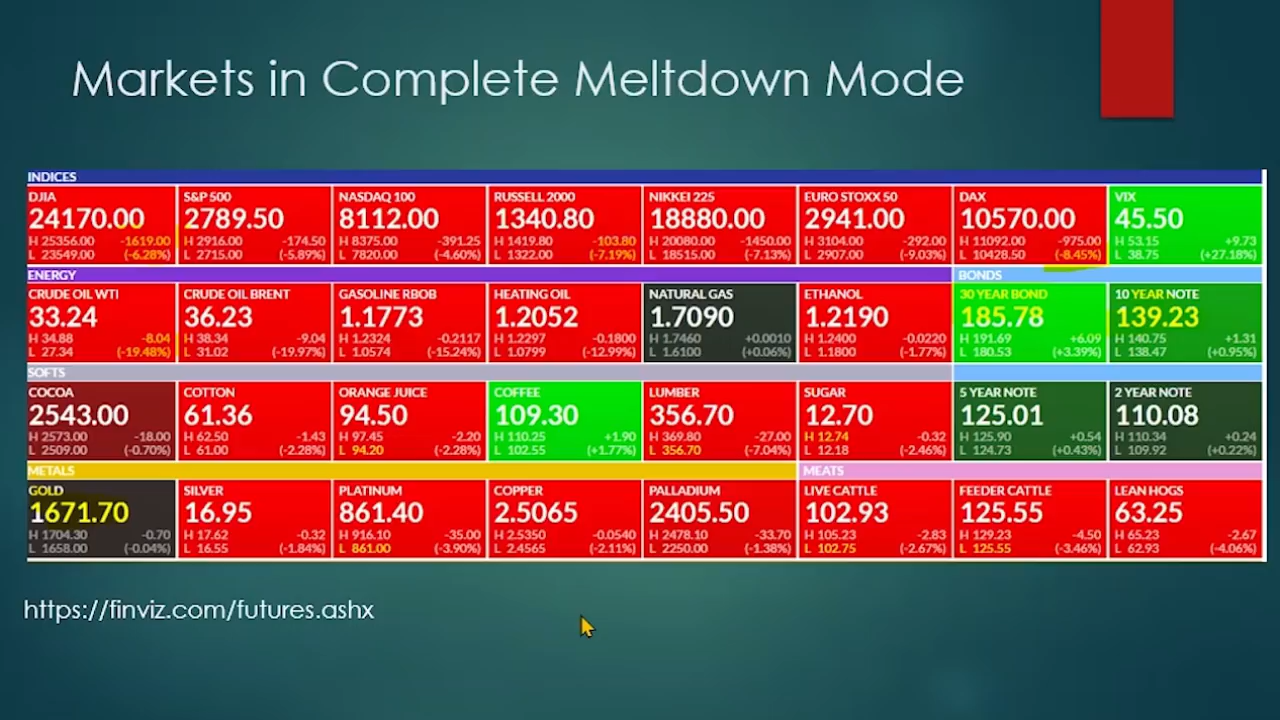 Markets in Complete Meltdown Mode
INDICES
DJIA S&P 500 NASDAQ 100 RUSSELL 2000 NIKKEI 225 EURO STOXX 50 DAX VIX
24170.00 2789.50 8112.00 1340.80 18880.00 2941.00 10570.00 45.50
H 25356.00 -1619.00 H 2916.00 -174.50 H 8375.00 -391.25 H 1419.80 -103.80 H 20080.00 -1450.00 H 3104.00 -292.00 H 11092.00 -975.00 H 53.15 +9.73
L 23549.00 (-6.28%) L 2715.00 (-5.89%) L 7820.00 (-4.60%) L 1322.00 (-7.19%) L 18515.00 (-7.13%) L 2907.00 (-9.03%) L 10428.50 (-8.45%) L 38.75 (+27.18%)
ENERGY BONDS
CRUDE OIL WTI CRUDE OIL BRENT GASOLINE RBOB HEATING OIL NATURAL GAS ETHANOL 30 YEAR BOND 10 YEAR NOTE
33.24 36.23 1.1773 1.2052 1.7090 1.2190 185.78 139.23
H 34.88 -8.04 H 38.34 -9.04 H 1.2324 -0.2117 H 1.2297 -0.1800 H 1.7460 +0.0010 H 1.2400 -0.0220 H 191.69 +6.09 H 140.75 +1.31
L 27.34 (-19.48%) L 31.02 (-19.97%) L 1.0574 (-15.24%) L 1.0799 (-12.99%) L 1.6100 (+0.06%) L 1.1800 (-1.77%) L 180.53 (+3.39%) L 138.47 (+0.95%)
SOFTS
COCOA COTTON ORANGE JUICE COFFEE LUMBER SUGAR 5 YEAR NOTE 2 YEAR NOTE
2543.00 61.36 94.50 109.30 356.70 12.70 125.01 110.08
H 2573.00 -18.00 H 62.50 -1.43 H 97.45 -2.20 H 110.25 +1.90 H 369.80 -27.00 H 12.74 -0.32 H 125.90 +0.54 H 110.34 +0.24
L 2509.00 (-0.70%) L 61.00 (-2.28%) L 94.20 (-2.28%) L 102.55 (+1.77%) L 356.70 (-7.04%) L 12.18 (-2.46%) L 124.73 (+0.43%) L 109.92 (+0.22%)
METALS MEATS
GOLD SILVER PLATINUM COPPER PALLADIUM LIVE CATTLE FEEDER CATTLE LEAN HOGS
1671.70 16.95 861.40 2.5065 2405.50 102.93 125.55 63.25
H 1704.30 -0.70 H 17.62 -0.32 H 916.10 -35.00 H 2.5350 -0.0540 H 2478.10 -33.70 H 105.23 -2.83 H 129.23 -4.50 H 65.23 -2.67
L 1658.00 (-0.04%) L 16.55 (-1.84%) L 861.00 (-3.90%) L 2.4565 (-2.11%) L 2250.00 (-1.38%) L 102.75 (-2.67%) L 125.55 (-3.46%) L 62.93 (-4.06%)
https://finviz.com/futures.ashx